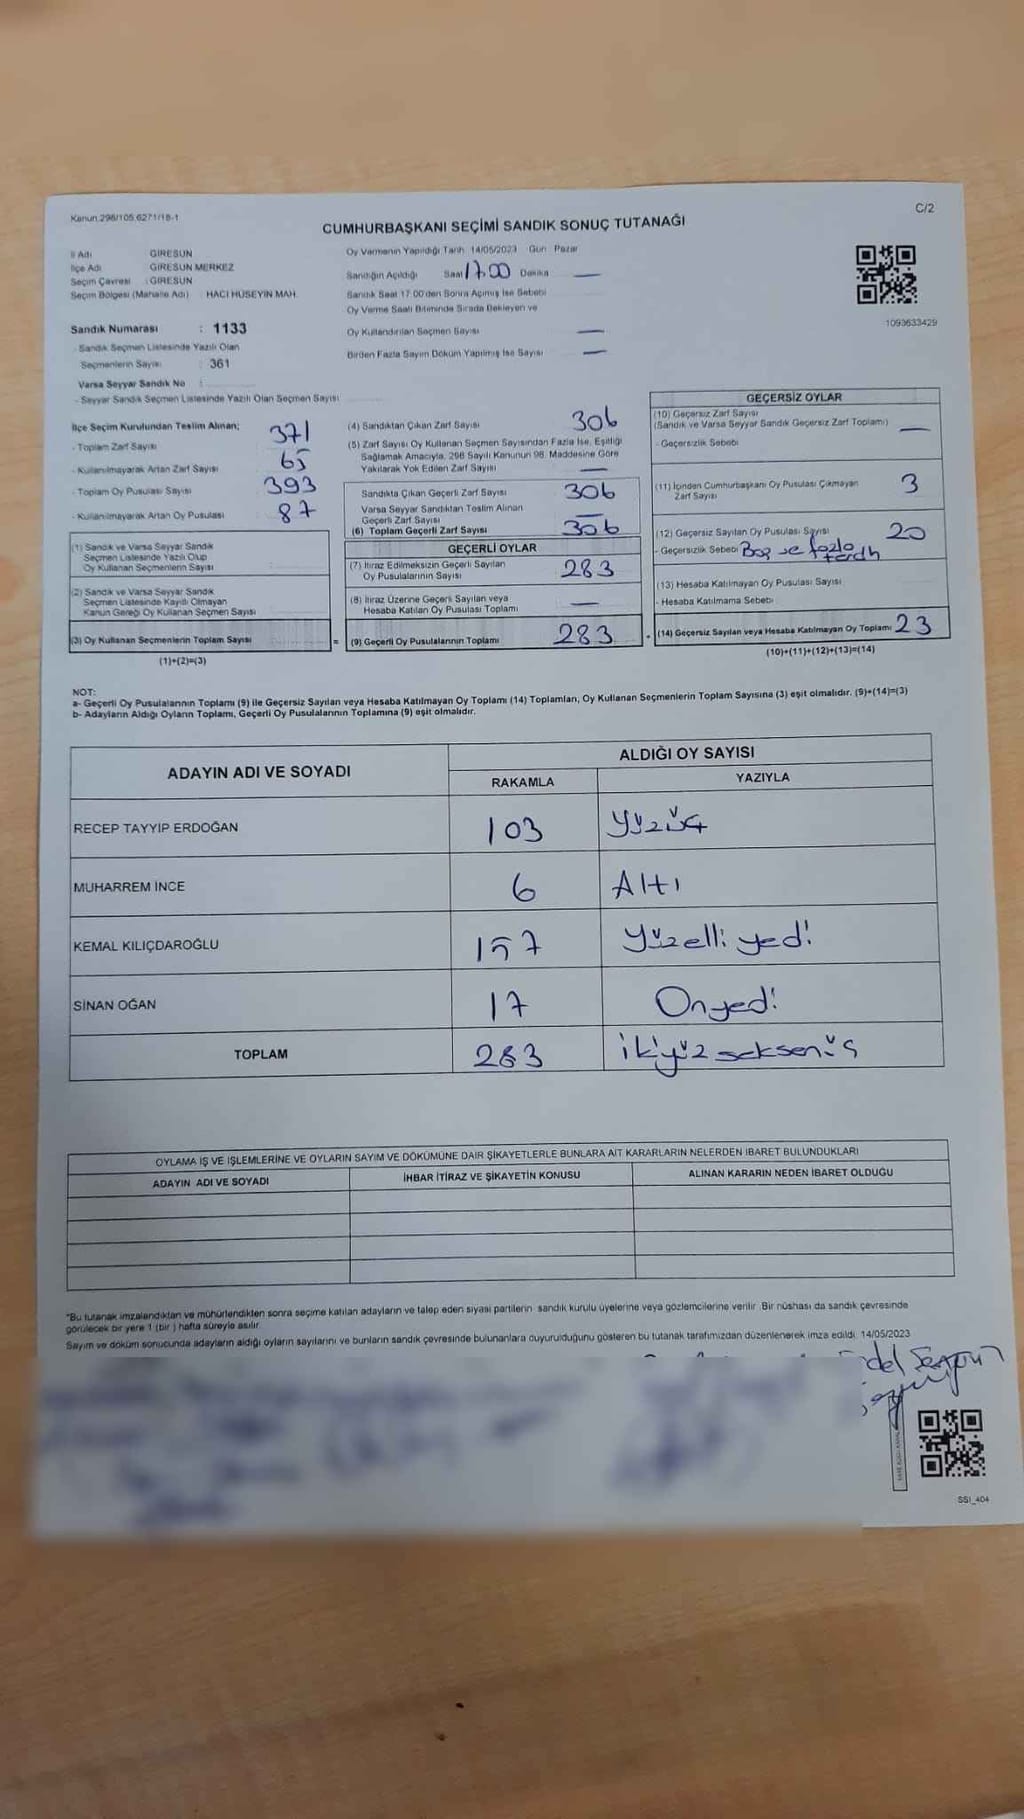 Kanun:298/105,6271/18-1
C/2
CUMHURBAŞKANI SEÇİMİ SANDIK SONUÇ TUTANAĞI
İl Adı GİRESUN
İlçe Adı GİRESUN MERKEZ
Seçim Çevresi : GİRESUN
Seçim Bölgesi (Mahalle Adı) : HACI HÜSEYİN MAH.
Oy Vermenin Yapıldığı Tarih 14/05/2023 Gün Pazar
Sandığın Açıldığı Saat 17.00 Dakika —
Sandık Saat 17.00'den Sonra Açılmış İse Sebebi
Oy Verme Saati Bitiminde Sırada Bekleyen ve
Oy Kullandırılan Seçmen Sayısı —
Birden Fazla Sayım Döküm Yapılmış İse Sayısı —
1093633429
Sandık Numarası : 1133
- Sandık Seçmen Listesinde Yazılı Olan
Seçmenlerin Sayısı : 361
Varsa Seyyar Sandık No :
- Seyyar Sandık Seçmen Listesinde Yazılı Olan Seçmen Sayısı
İlçe Seçim Kurulundan Teslim Alınan;
- Toplam Zarf Sayısı 371
- Kullanılmayarak Artan Zarf Sayısı 65
- Toplam Oy Pusulası Sayısı 393
- Kullanılmayarak Artan Oy Pusulası 87
(1) Sandık ve Varsa Seyyar Sandık
Seçmen Listesinde Yazılı Olup
Oy Kullanan Seçmenlerin Sayısı
(2) Sandık ve Varsa Seyyar Sandık
Seçmen Listesinde Kayıtlı Olmayan
Kanun Gereği Oy Kullanan Seçmen Sayısı
(3) Oy Kullanan Seçmenlerin Toplam Sayısı =
(1)+(2)=(3)
(4) Sandıktan Çıkan Zarf Sayısı 306
(5) Zarf Sayısı Oy Kullanan Seçmen Sayısından Fazla İse, Eşitliği
Sağlamak Amacıyla, 298 Sayılı Kanunun 98. Maddesine Göre
Yakılarak Yok Edilen Zarf Sayısı —
Sandıkta Çıkan Geçerli Zarf Sayısı 306
Varsa Seyyar Sandıktan Teslim Alınan
Geçerli Zarf Sayısı —
(6) Toplam Geçerli Zarf Sayısı 306
GEÇERLİ OYLAR
(7) İtiraz Edilmeksizin Geçerli Sayılan
Oy Pusulalarının Sayısı 283
(8) İtiraz Üzerine Geçerli Sayılan veya
Hesaba Katılan Oy Pusulası Toplamı —
(9) Geçerli Oy Pusulalarının Toplamı 283 +
GEÇERSİZ OYLAR
(10) Geçersiz Zarf Sayısı
(Sandık ve Varsa Seyyar Sandık Geçersiz Zarf Toplamı) —
- Geçersizlik Sebebi
(11) İçinden Cumhurbaşkanı Oy Pusulası Çıkmayan
Zarf Sayısı 3
(12) Geçersiz Sayılan Oy Pusulası Sayısı 20
- Geçersizlik Sebebi Boş ve fazla
(13) Hesaba Katılmayan Oy Pusulası Sayısı
- Hesaba Katılmama Sebebi
(14) Geçersiz Sayılan veya Hesaba Katılmayan Oy Toplamı 23
(10)+(11)+(12)+(13)=(14)
NOT:
a- Geçerli Oy Pusulalarının Toplamı (9) ile Geçersiz Sayılan veya Hesaba Katılmayan Oy Toplamı (14) Toplamları, Oy Kullanan Seçmenlerin Toplam Sayısına (3) eşit olmalıdır. (9)+(14)=(3)
b- Adayların Aldığı Oyların Toplamı, Geçerli Oy Pusulalarının Toplamına (9) eşit olmalıdır.
ADAYIN ADI VE SOYADI ALDIĞI OY SAYISI
RAKAMLA YAZIYLA
RECEP TAYYİP ERDOĞAN 103 Yüzüç
MUHARREM İNCE 6 Altı
KEMAL KILIÇDAROĞLU 157 Yüzelli yedi
SİNAN OĞAN 17 Onyedi
TOPLAM 283 ikiyüz seksenüç
OYLAMA İŞ VE İŞLEMLERİNE VE OYLARIN SAYIM VE DÖKÜMÜNE DAİR ŞİKAYETLERLE BUNLARA AİT KARARLARIN NELERDEN İBARET BULUNDUKLARI
ADAYIN ADI VE SOYADI İHBAR İTİRAZ VE ŞİKAYETİN KONUSU ALINAN KARARIN NEDEN İBARET OLDUĞU
*Bu tutanak imzalandıktan ve mühürlendikten sonra seçime katılan adayların ve talep eden siyasi partilerin sandık kurulu üyelerine veya gözlemcilerine verilir. Bir nüshası da sandık çevresinde
görülecek bir yere 1 (bir ) hafta süreyle asılır.
Sayım ve döküm sonucunda adayların aldığı oyların sayılarını ve bunların sandık çevresinde bulunanlara duyurulduğunu gösteren bu tutanak tarafımızdan düzenlenerek imza edildi. 14/05/2023
SSI_404